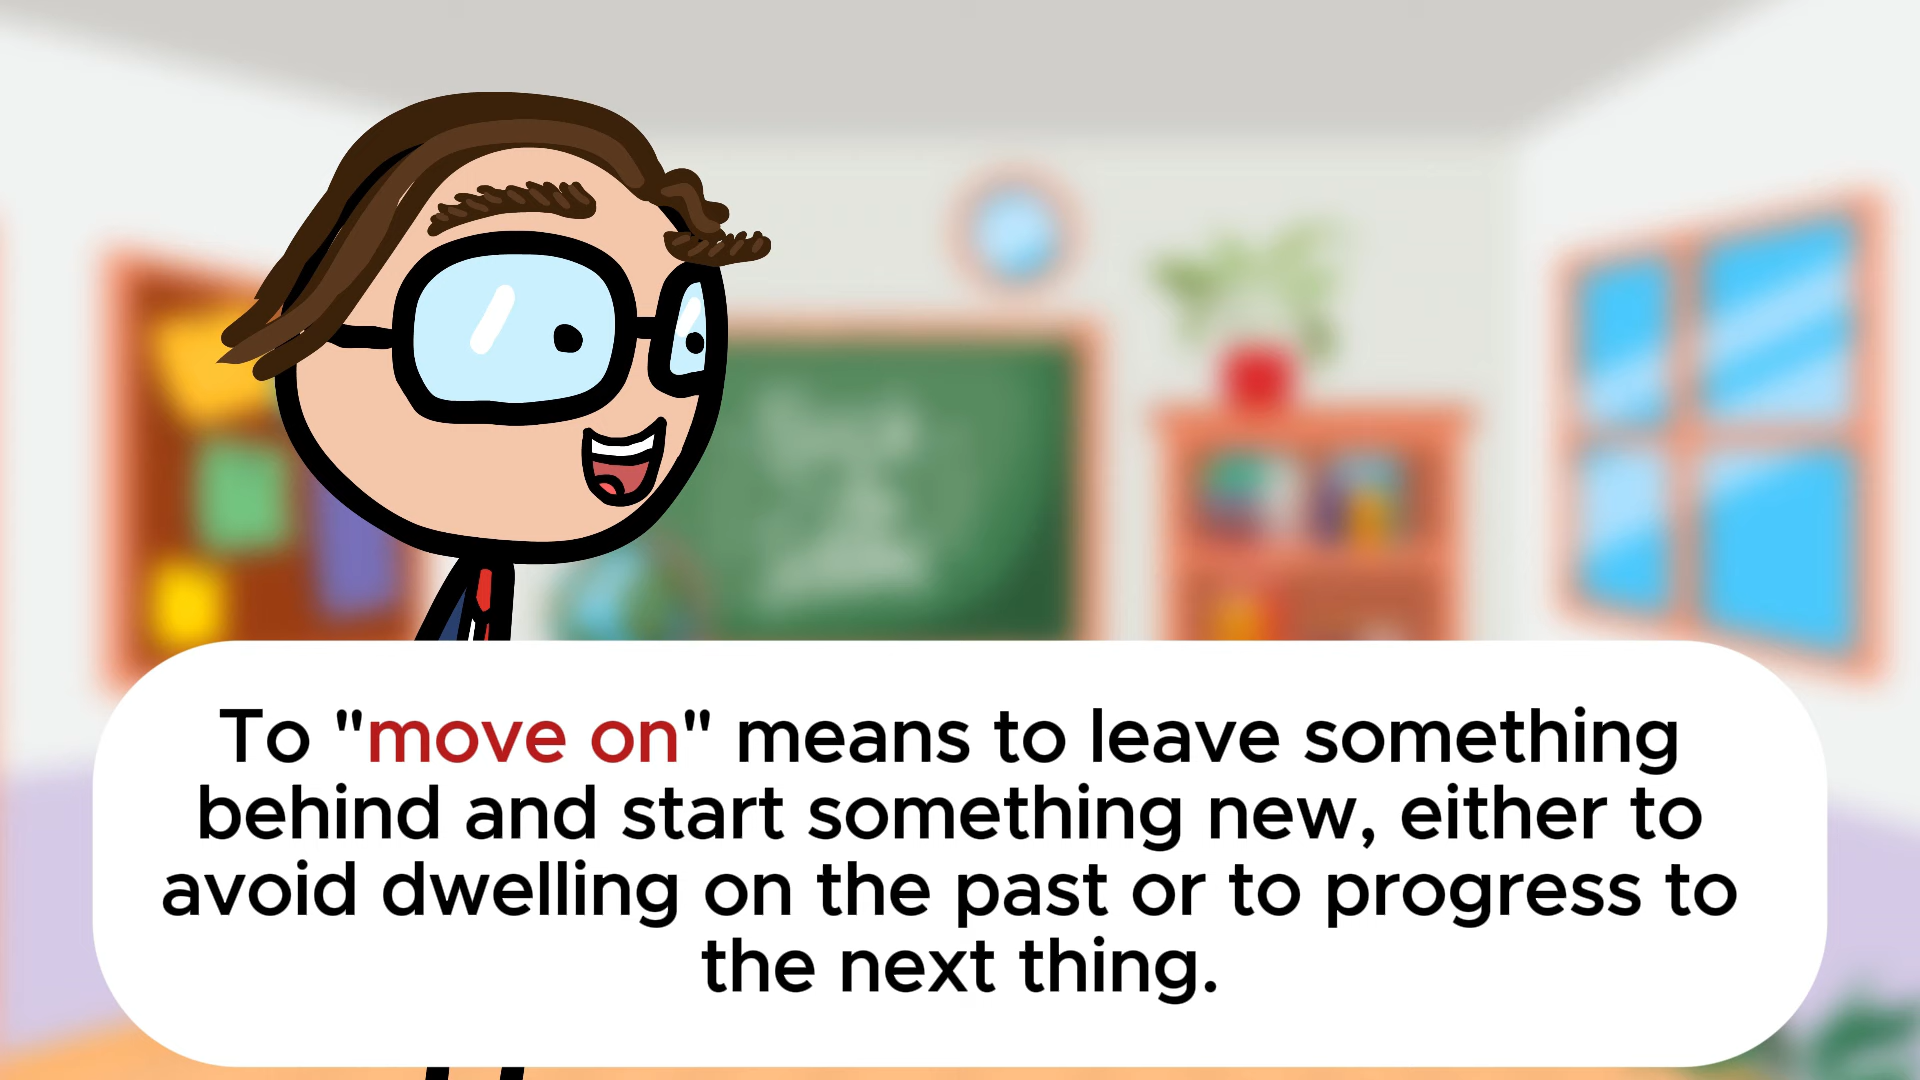 To "move on" means to leave something
behind and start something new, either to
avoid dwelling on the past or to progress to
the next thing.